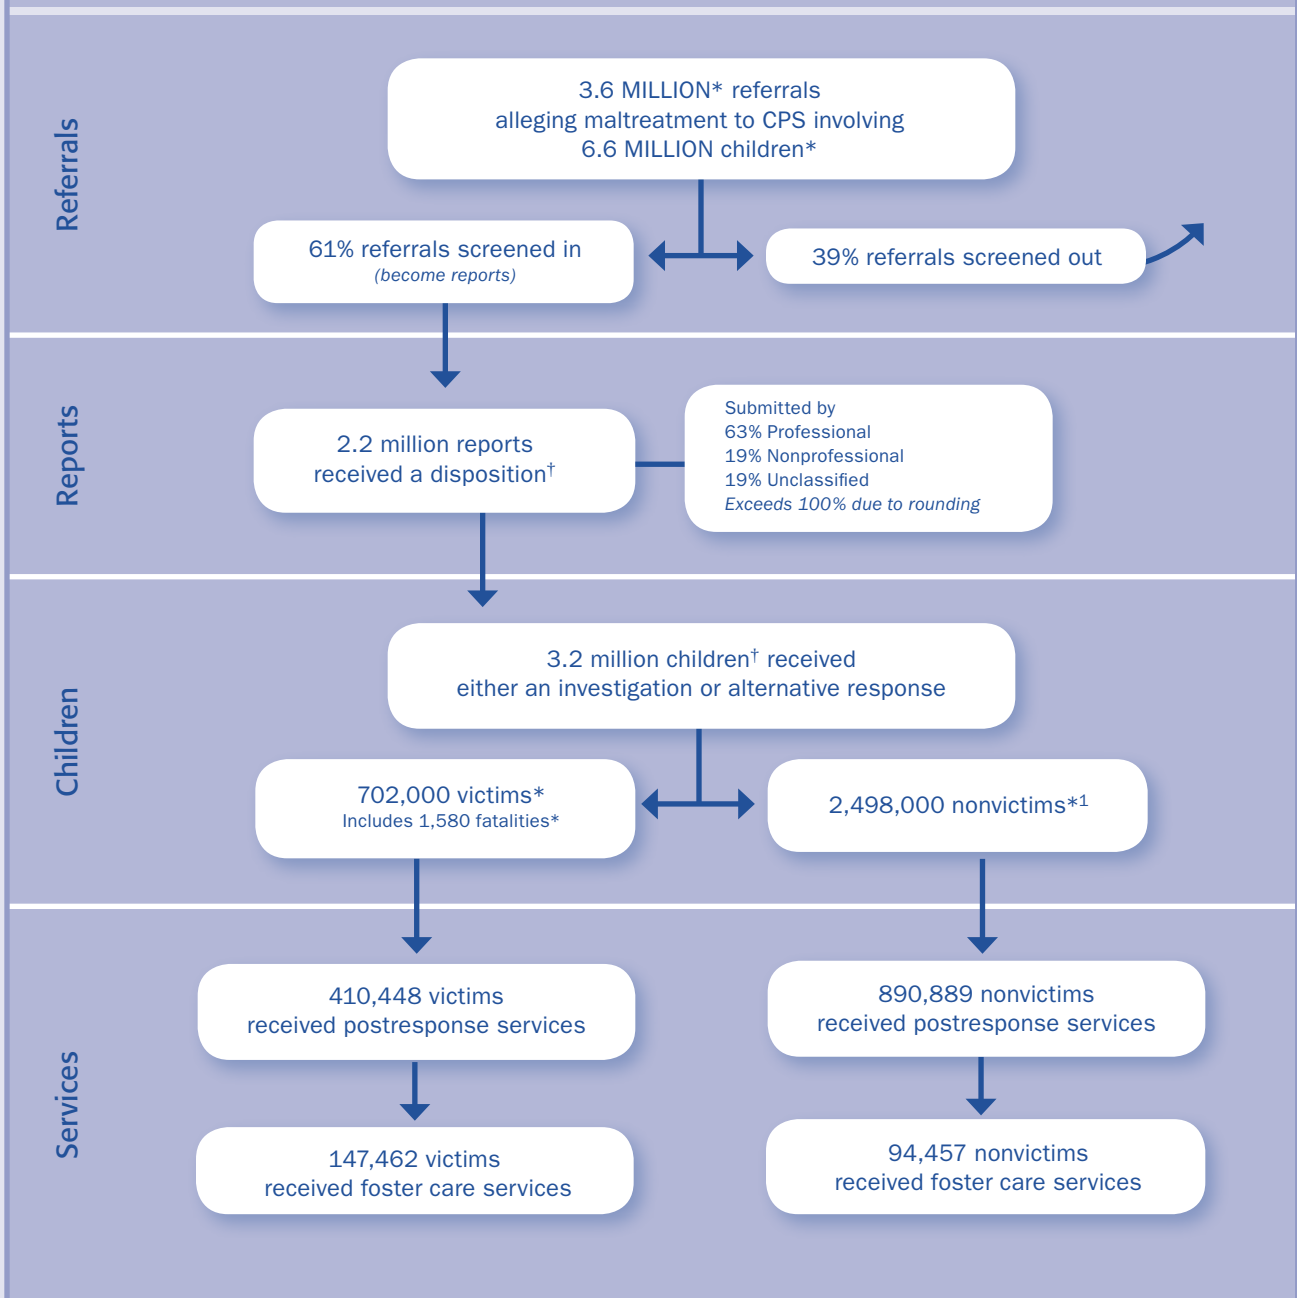 Referrals
3.6 MILLION* referrals
alleging maltreatment to CPS involving
6.6 MILLION children*
61% referrals screened in
(become reports)
39% referrals screened out
Reports
2.2 million reports
received a disposition†
Submitted by
63% Professional
19% Nonprofessional
19% Unclassified
Exceeds 100% due to rounding
Children
3.2 million children† received
either an investigation or alternative response
702,000 victims*
Includes 1,580 fatalities*
2,498,000 nonvictims*1
Services
410,448 victims
received postresponse services
890,889 nonvictims
received postresponse services
147,462 victims
received foster care services
94,457 nonvictims
received foster care services